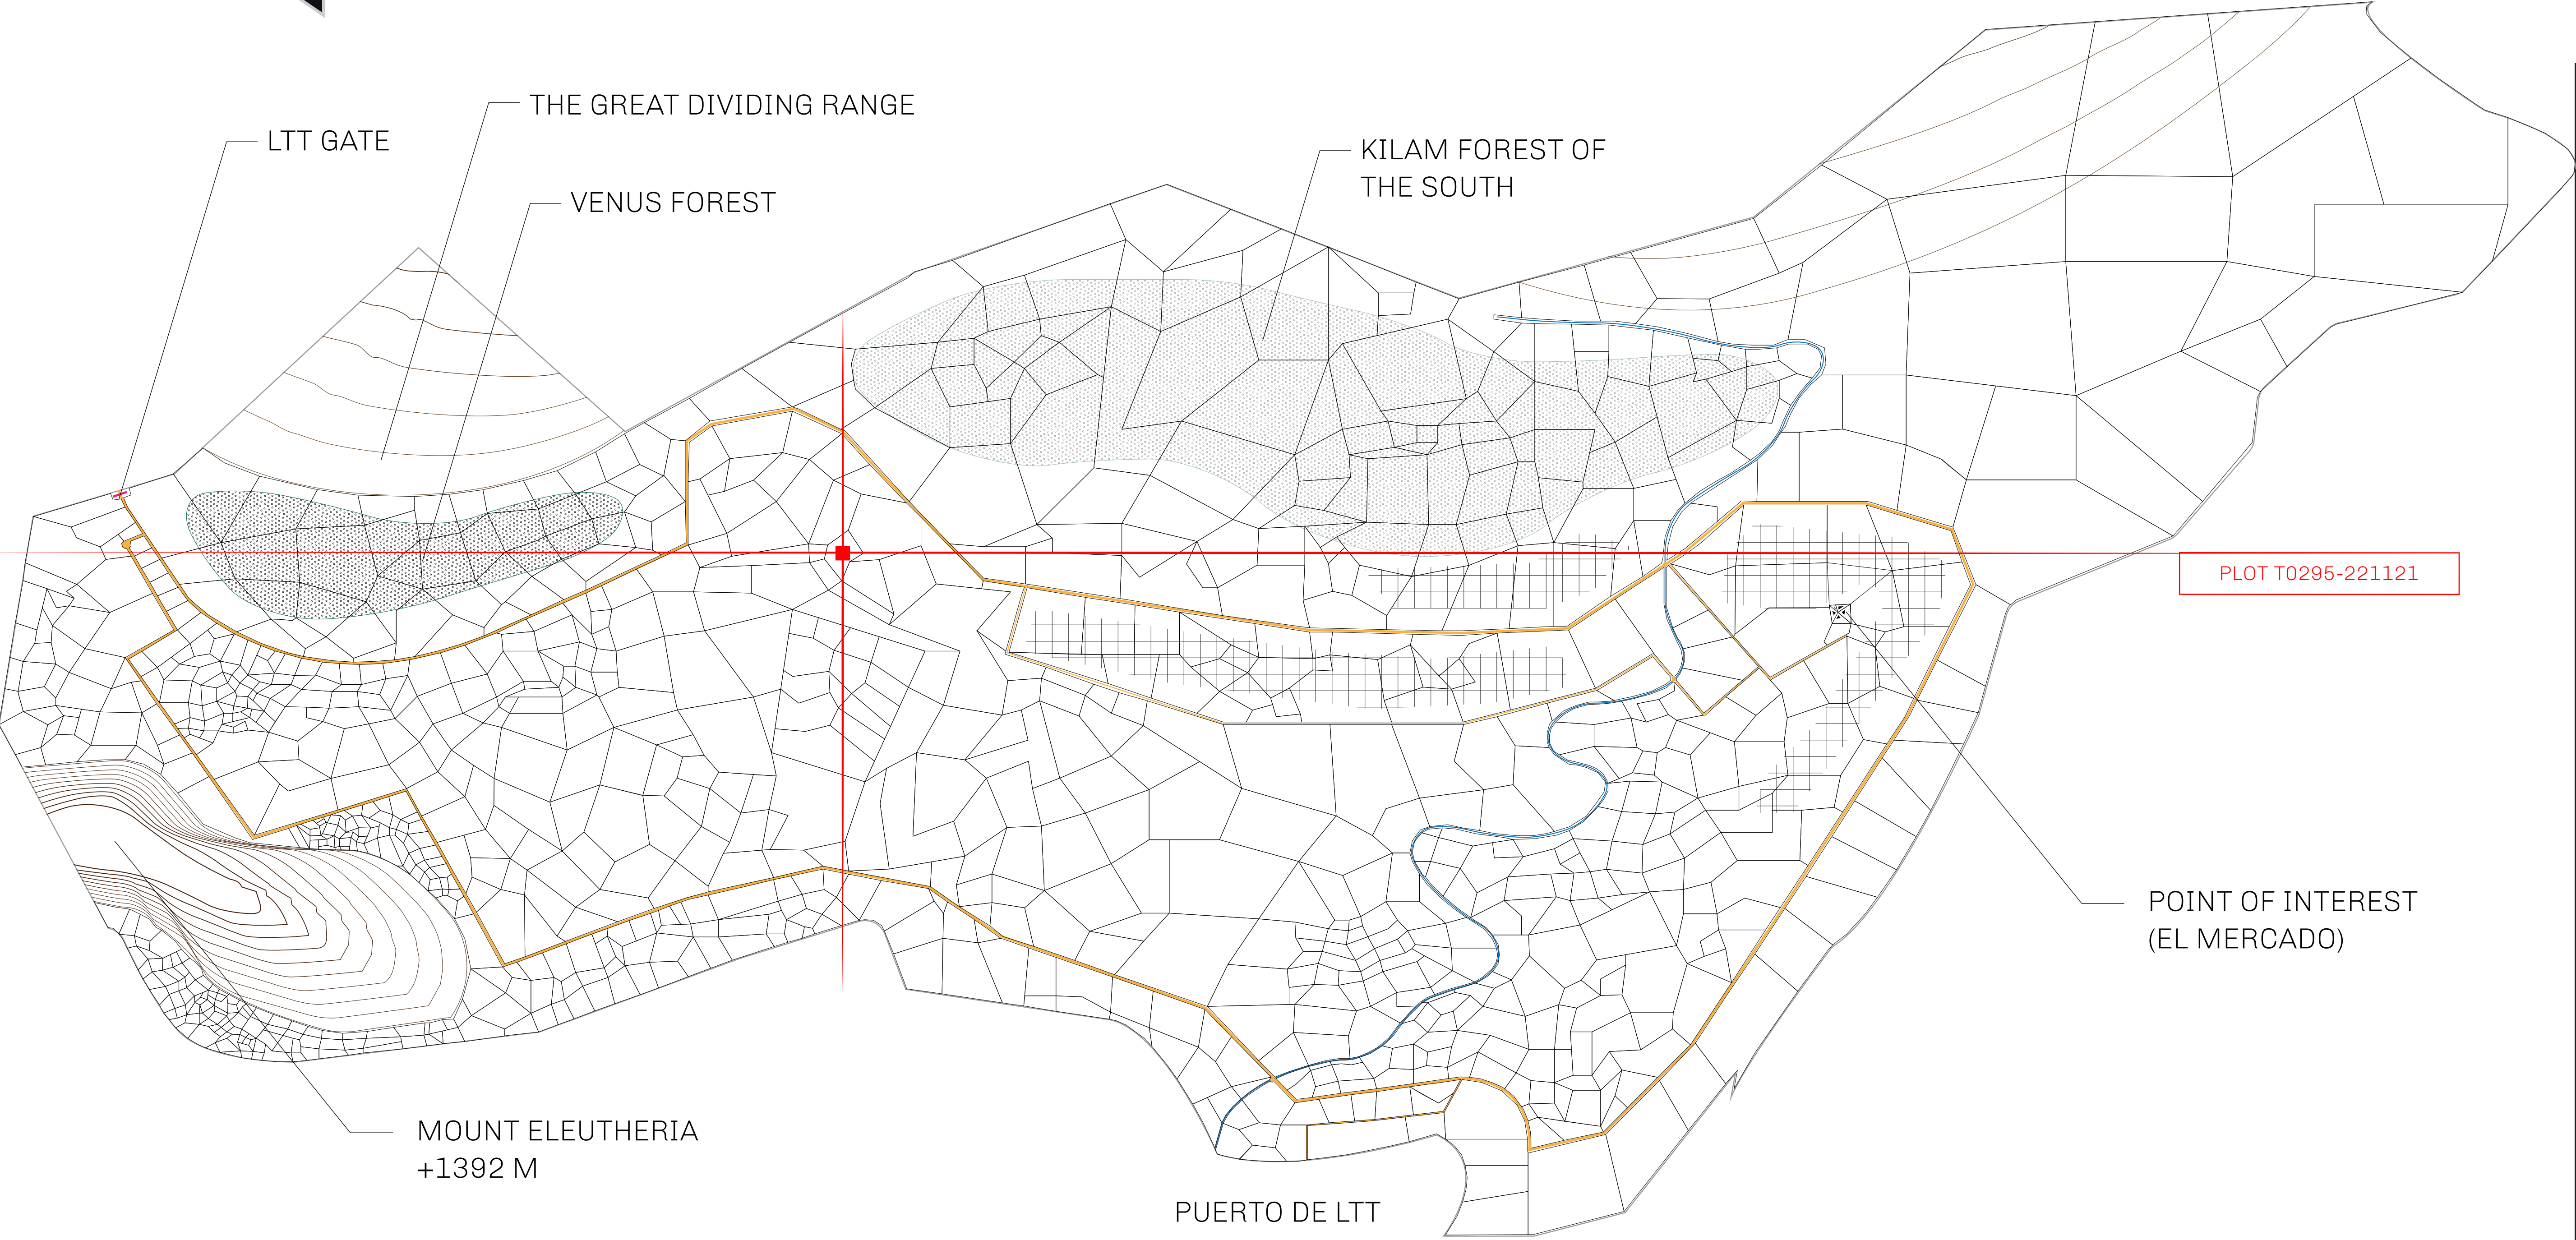 THE GREAT DIVIDING RANGE
LTT GATE
VENUS FOREST
KILAM FOREST OF
THE SOUTH
PLOT T0295-221121
POINT OF INTEREST
(EL MERCADO)
MOUNT ELEUTHERIA
+1392 M
PUERTO DE LTT